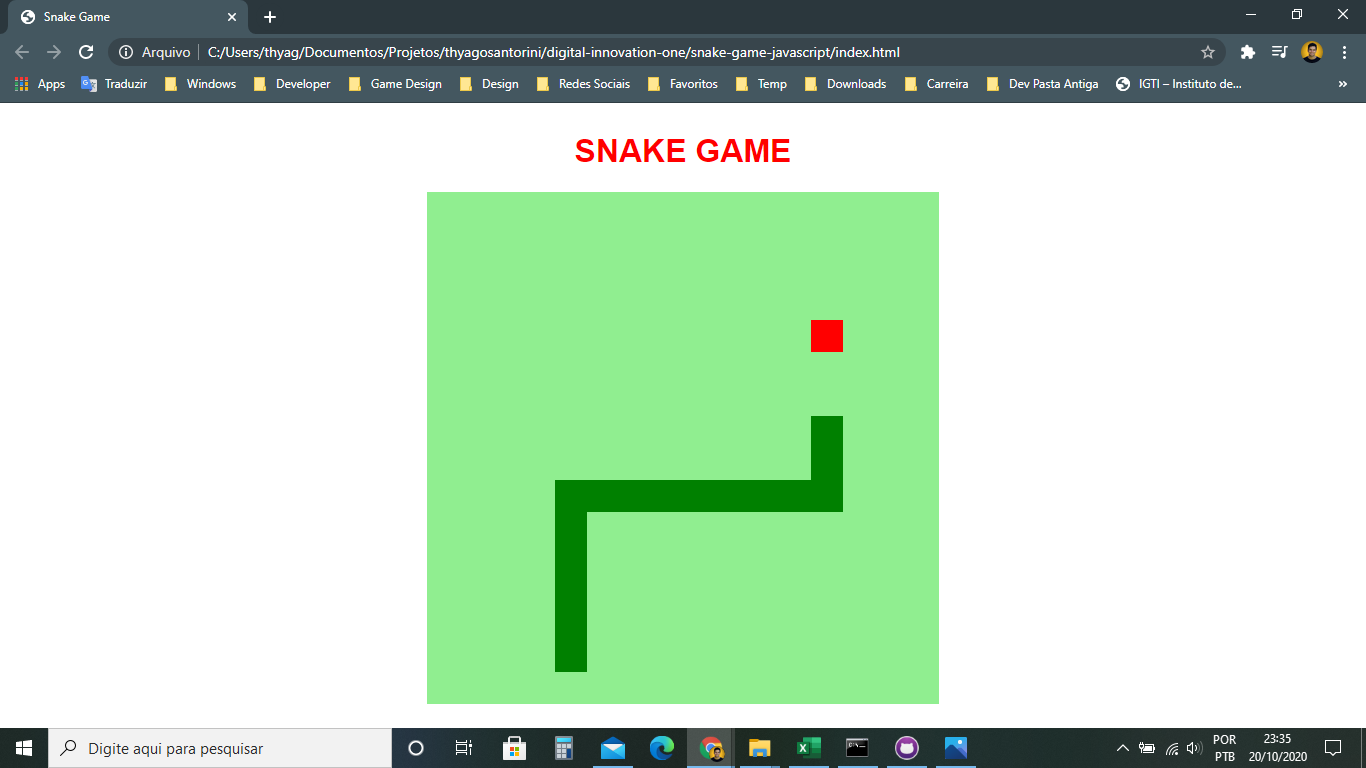 Snake Game
Arquivo C:/Users/thyag/Documentos/Projetos/thyagosantorini/digital-innovation-one/snake-game-javascript/index.html
Apps Traduzir Windows Developer Game Design Design Redes Sociais Favoritos Temp Downloads Carreira Dev Pasta Antiga IGTI – Instituto de... »
SNAKE GAME
Digite aqui para pesquisar
POR 23:35
PTB 20/10/2020